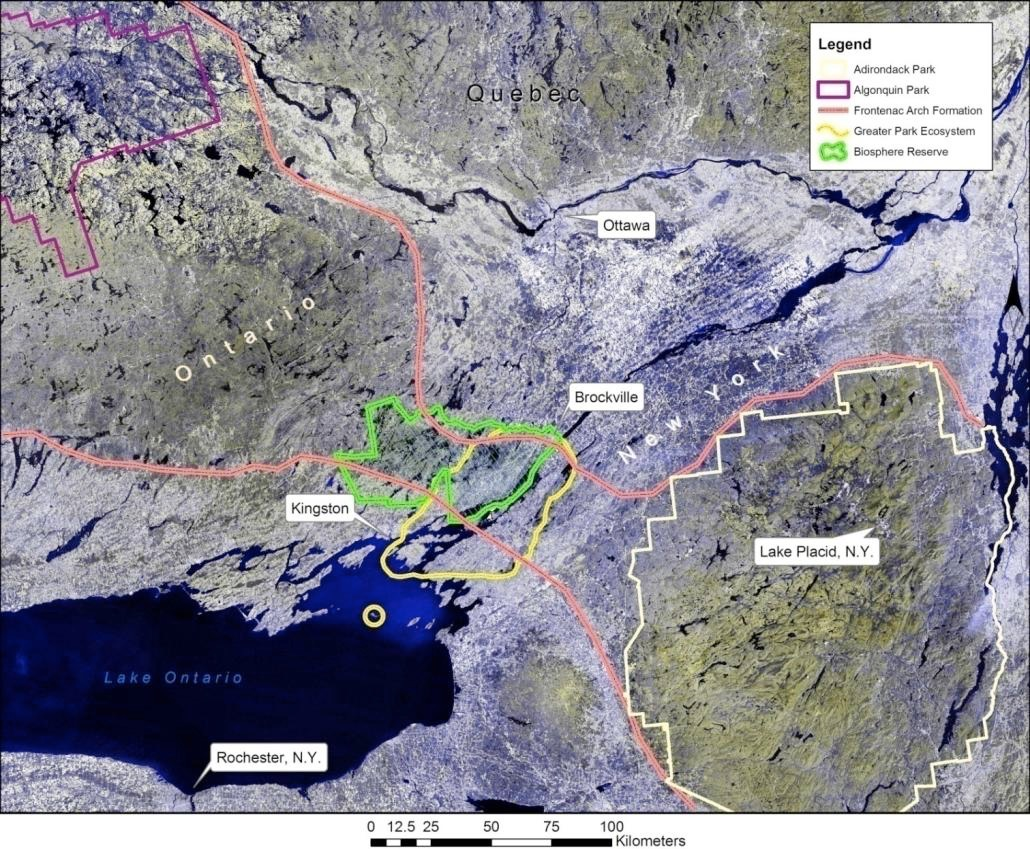 Legend
Adirondack Park
Algonquin Park
Frontenac Arch Formation
Greater Park Ecosystem
Biosphere Reserve
Quebec
Ottawa
Ontario
New York
Brockville
Kingston
Lake Placid, N.Y.
Lake Ontario
Rochester, N.Y.
0 12.5 25 50 75 100
Kilometers